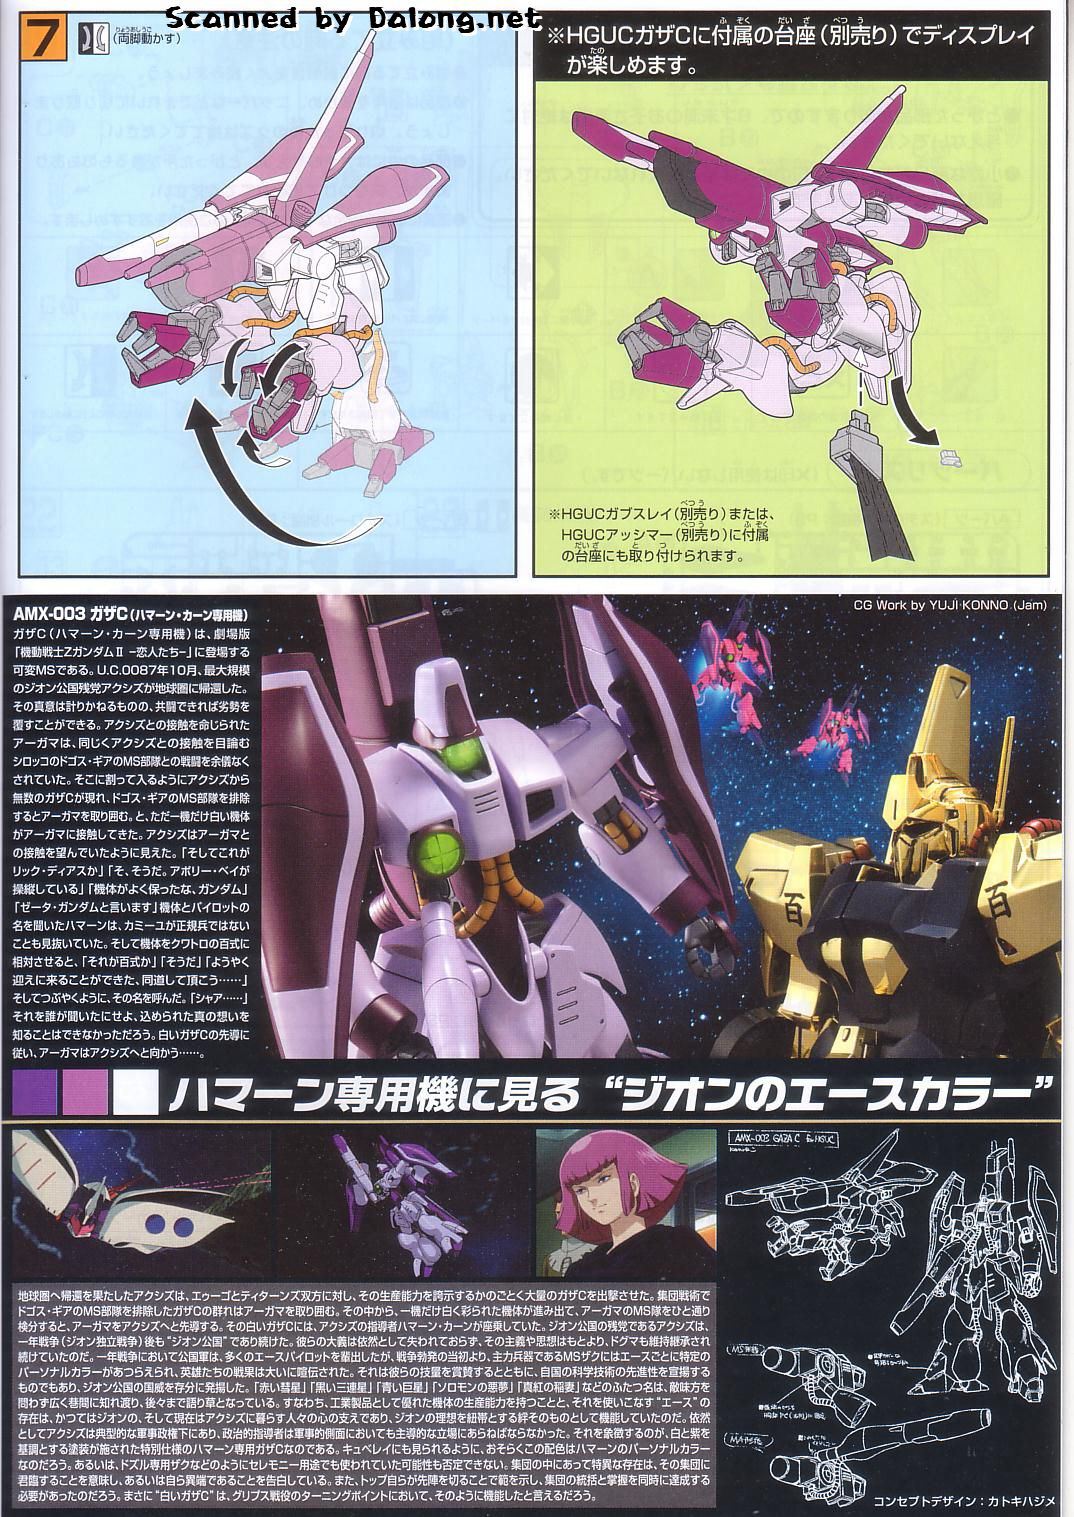 Scanned by Dalong.net
7
りょうあしうご
(両脚動かす)
※HGUCガザCに付属の台座(別売り)でディスプレイ
が楽しめます。
※HGUCガブスレイ(別売り)または、
HGUCアッシマー(別売り)に付属
の台座にも取り付けられます。
AMX-003 ガザC(ハマーン・カーン専用機)
CG Work by YUJI KONNO (Jam)
ガザC(ハマーン・カーン専用機)は、劇場版
「機動戦士ZガンダムⅡ -恋人たち-」に登場する
可変MSである。U.C.0087年10月、最大規模
のジオン公国残党アクシズが地球圏に帰還した。
その真意は計りかねるものの、共闘できれば劣勢を
覆すことができる。アクシズとの接触を命じられた
アーガマは、同じくアクシズとの接触を目論む
シロッコのドゴス・ギアのMS部隊との戦闘を余儀なく
されていた。そこに割って入るようにアクシズから
無数のガザCが現れ、ドゴス・ギアのMS部隊を排除
するとアーガマを取り囲む。と、ただ一機だけ白い機体
がアーガマに接触してきた。アクシズはアーガマと
の接触を望んでいたように見えた。「そしてこれが
リック・ディアスか」「そ、そうだ。アポリー・ベイが
操縦している」「機体がよく保ったな、ガンダム」
「ゼータ・ガンダムと言います」機体とパイロットの
名を聞いたハマーンは、カミーユが正規兵ではない
ことも見抜いていた。そして機体をクワトロの百式に
相対させると、「それが百式か」「そうだ」「ようやく
迎えに来ることができた、同道して頂こう……」
そしてつぶやくように、その名を呼んだ。「シャア……」
それを誰が聞いたにせよ、込められた真の想いを
知ることはできなかっただろう。白いガザCの先導に
従い、アーガマはアクシズへと向かう……。
百
百
ハマーン専用機に見る “ジオンのエースカラー”
AMX-003 GAZA C for HGUC
地球圏へ帰還を果たしたアクシズは、エゥーゴとティターンズ双方に対し、その生産能力を誇示するかのごとく大量のガザCを出撃させた。集団戦術で
ドゴス・ギアのMS部隊を排除したガザCの群れはアーガマを取り囲む。その中から、一機だけ白く彩られた機体が進み出て、アーガマのMS隊をひと通り
検分すると、アーガマをアクシズへと先導する。その白いガザCには、アクシズの指導者ハマーン・カーンが座乗していた。ジオン公国の残党であるアクシズは、
一年戦争(ジオン独立戦争)後も“ジオン公国”であり続けた。彼らの大義は依然として失われておらず、その主義や思想はもとより、ドグマも維持継承され
続けていたのだ。一年戦争において公国軍は、多くのエースパイロットを輩出したが、戦争勃発の当初より、主力兵器であるMSザクにはエースごとに特定の
パーソナルカラーがあつらえられ、英雄たちの戦果は大いに喧伝された。それは彼らの技量を賞賛するとともに、自国の科学技術の先進性を宣揚する
ものでもあり、ジオン公国の国威を存分に発揚した。「赤い彗星」「黒い三連星」「青い巨星」「ソロモンの悪夢」「真紅の稲妻」などのふたつ名は、敵味方を
問わず広く巷間に知れ渡り、後々まで語り草となっている。すなわち、工業製品として優れた機体の生産能力を持つことと、それを使いこなす“エース”の
存在は、かつてはジオンの、そして現在はアクシズに暮らす人々の心の支えであり、ジオンの理想を紐帯とする絆そのものとして機能していたのだ。依然
としてアクシズは典型的な軍事政権下にあり、政治的指導者は軍事的側面においても主導的な立場にあらねばならなかった。それを象徴するのが、白と紫を
基調とする塗装が施された特別仕様のハマーン専用ガザCなのである。キュベレイにも見られるように、おそらくこの配色はハマーンのパーソナルカラー
なのだろう。あるいは、ドズル専用ザクなどのようにセレモニー用途でも使われていた可能性も否定できない。集団の中にあって特異な存在は、その集団に
君臨することを意味し、あるいは自ら異端であることを告白している。また、トップ自らが先陣を切ることで範を示し、集団の統括と掌握を同時に達成する
必要があったのだろう。まさに“白いガザC”は、グリプス戦役のターニングポイントにおいて、そのように機能したと言えるだろう。
コンセプトデザイン:カトキハジメ